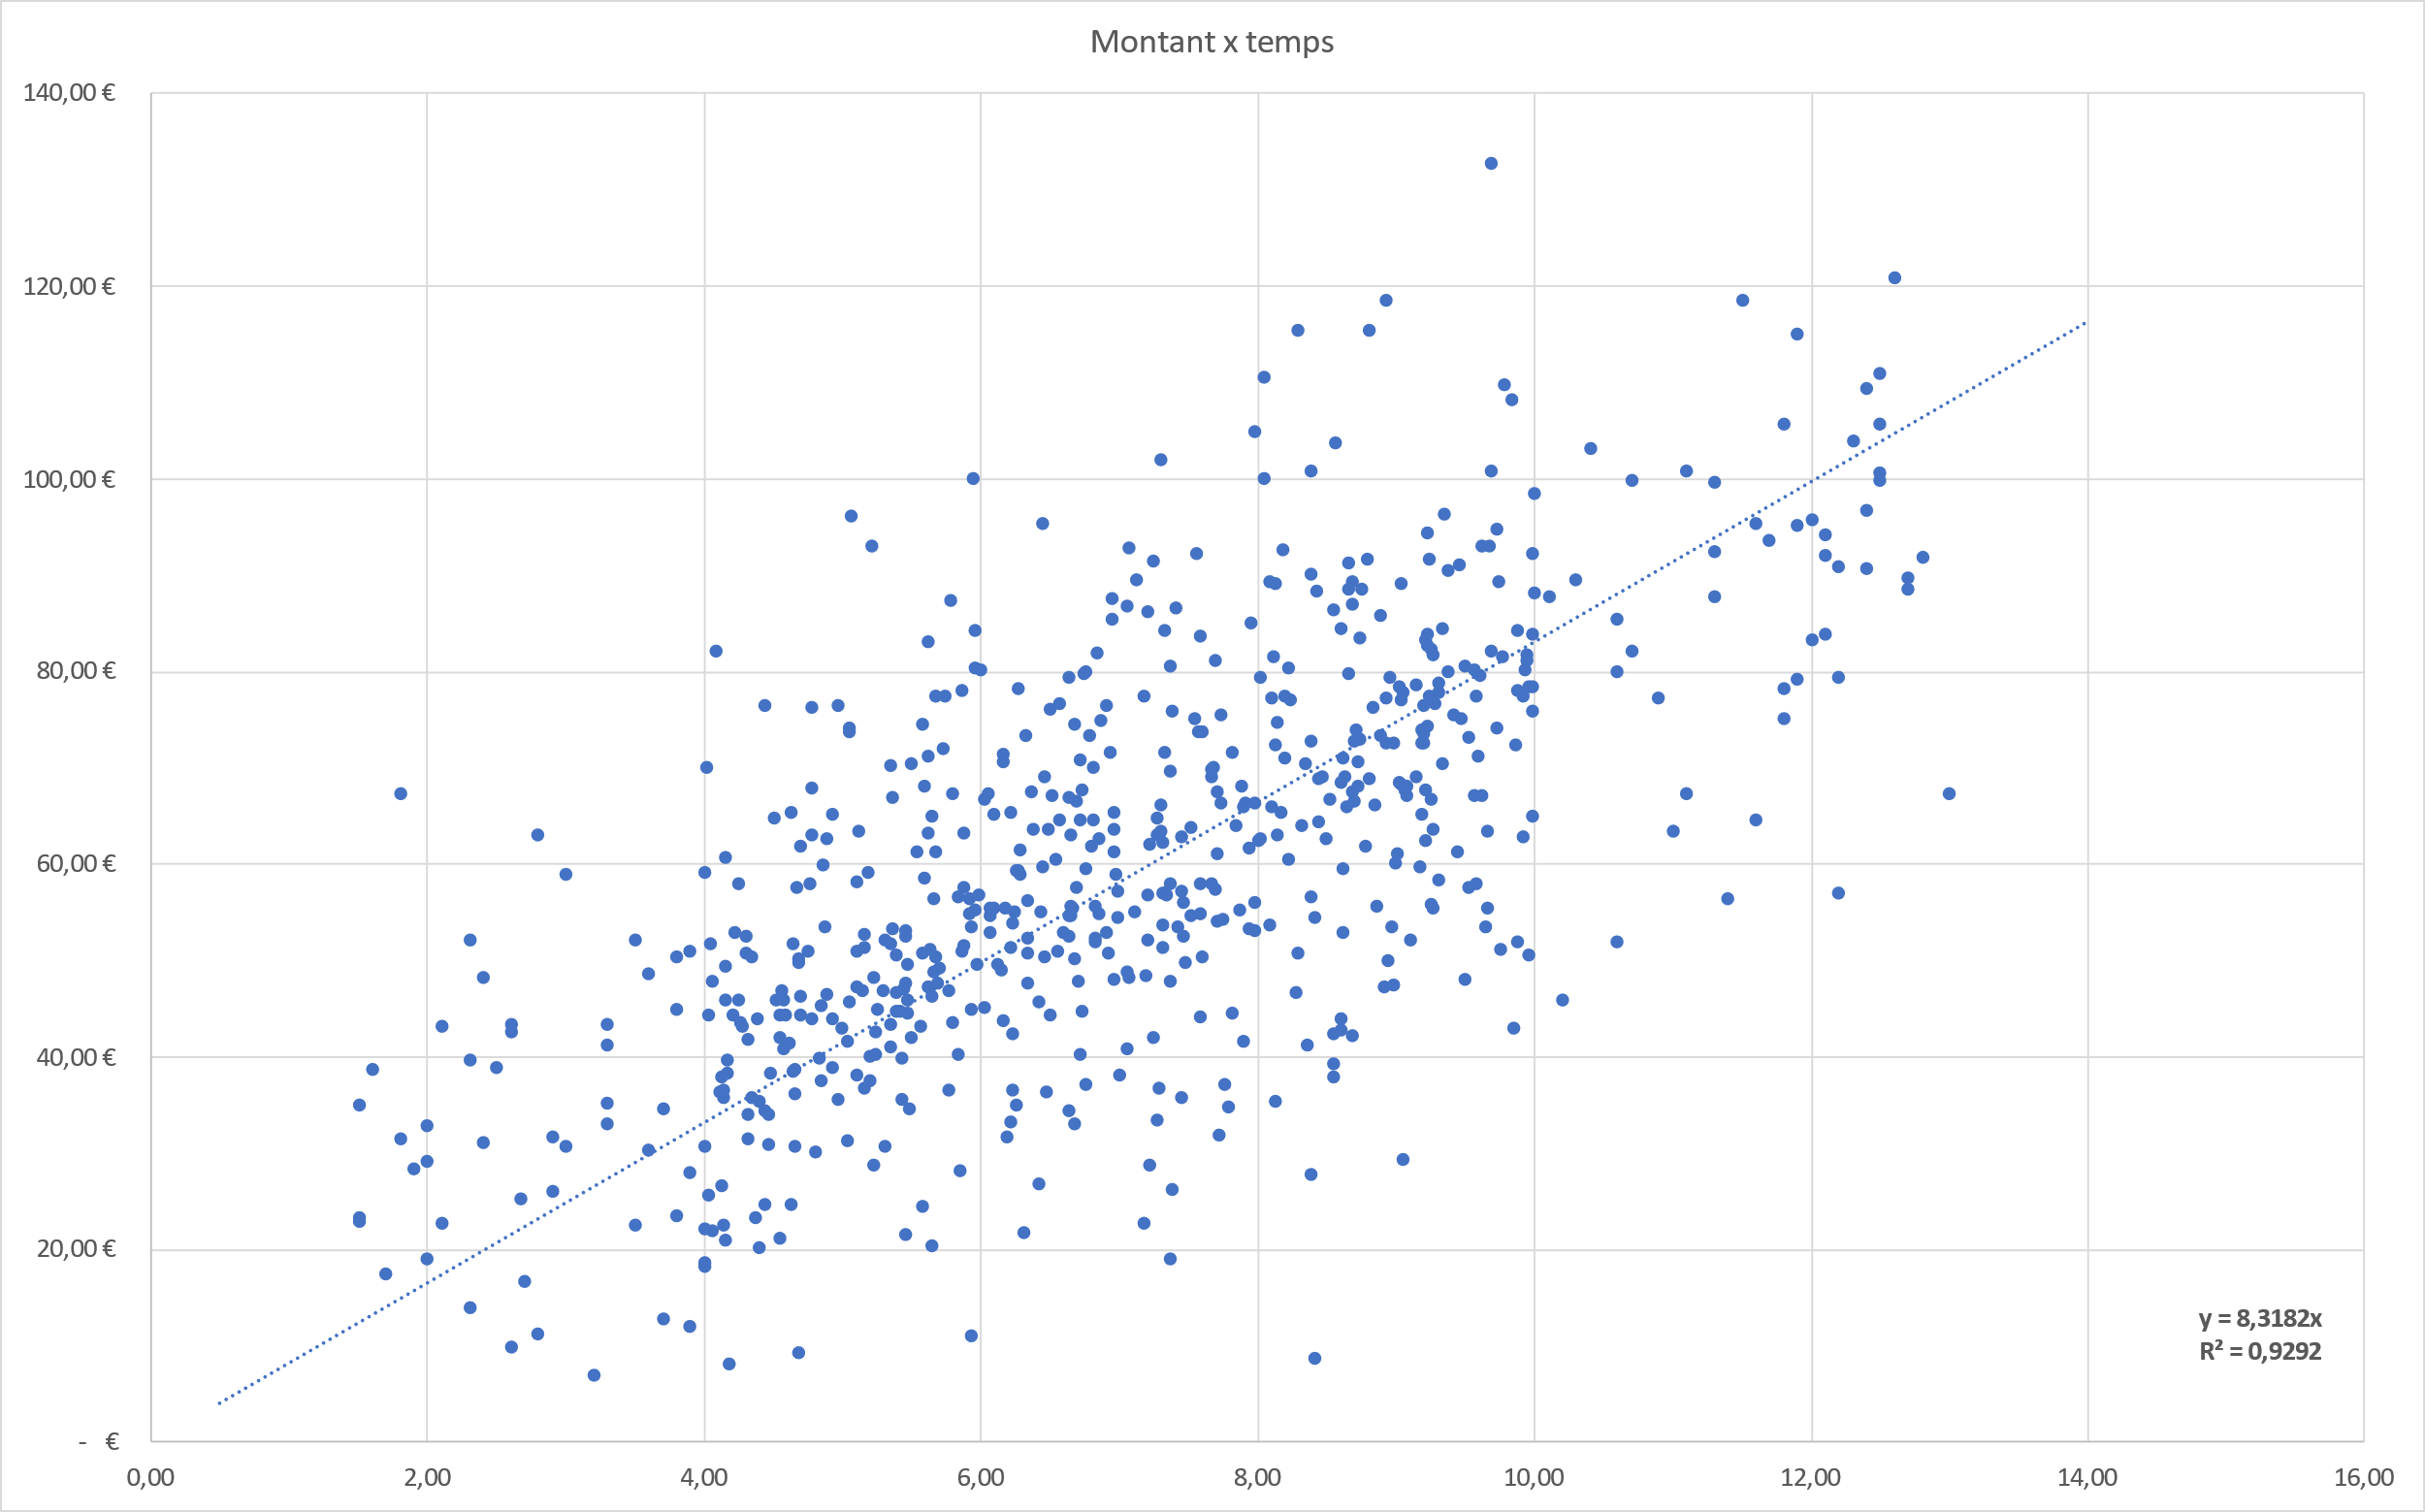 Montant x temps
140,00 €
120,00 €
100,00 €
80,00 €
60,00 €
40,00 €
20,00 €
- €
y = 8,3182x
R² = 0,9292
0,00 2,00 4,00 6,00 8,00 10,00 12,00 14,00 16,00